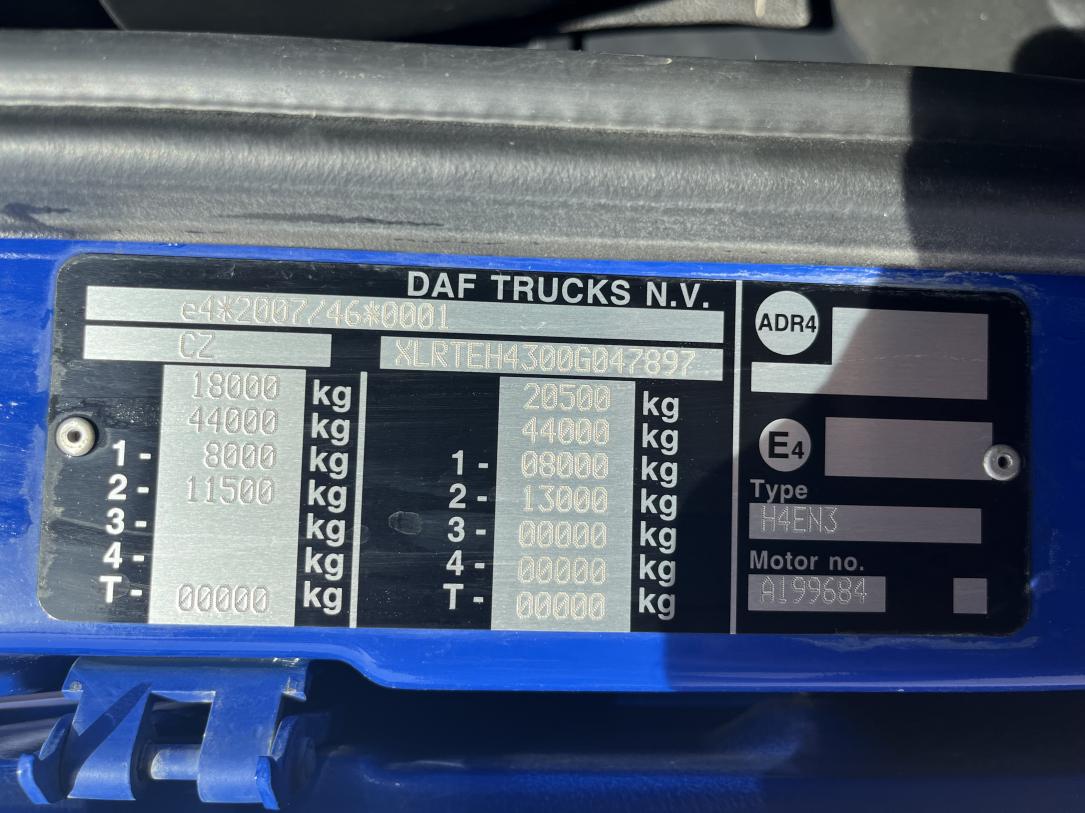 DAF TRUCKS N.V.
e4*2007/46*0001
CZ XLRTEH4300G047897
18000 kg 20500 kg
44000 kg 44000 kg
1- 8000 kg 1- 08000 kg
2- 11500 kg 2- 13000 kg
3- kg 3- 00000 kg
4- kg 4- 00000 kg
T- 00000 kg T- 00000 kg
ADR4
E4
Type
H4EN3
Motor no.
A199684